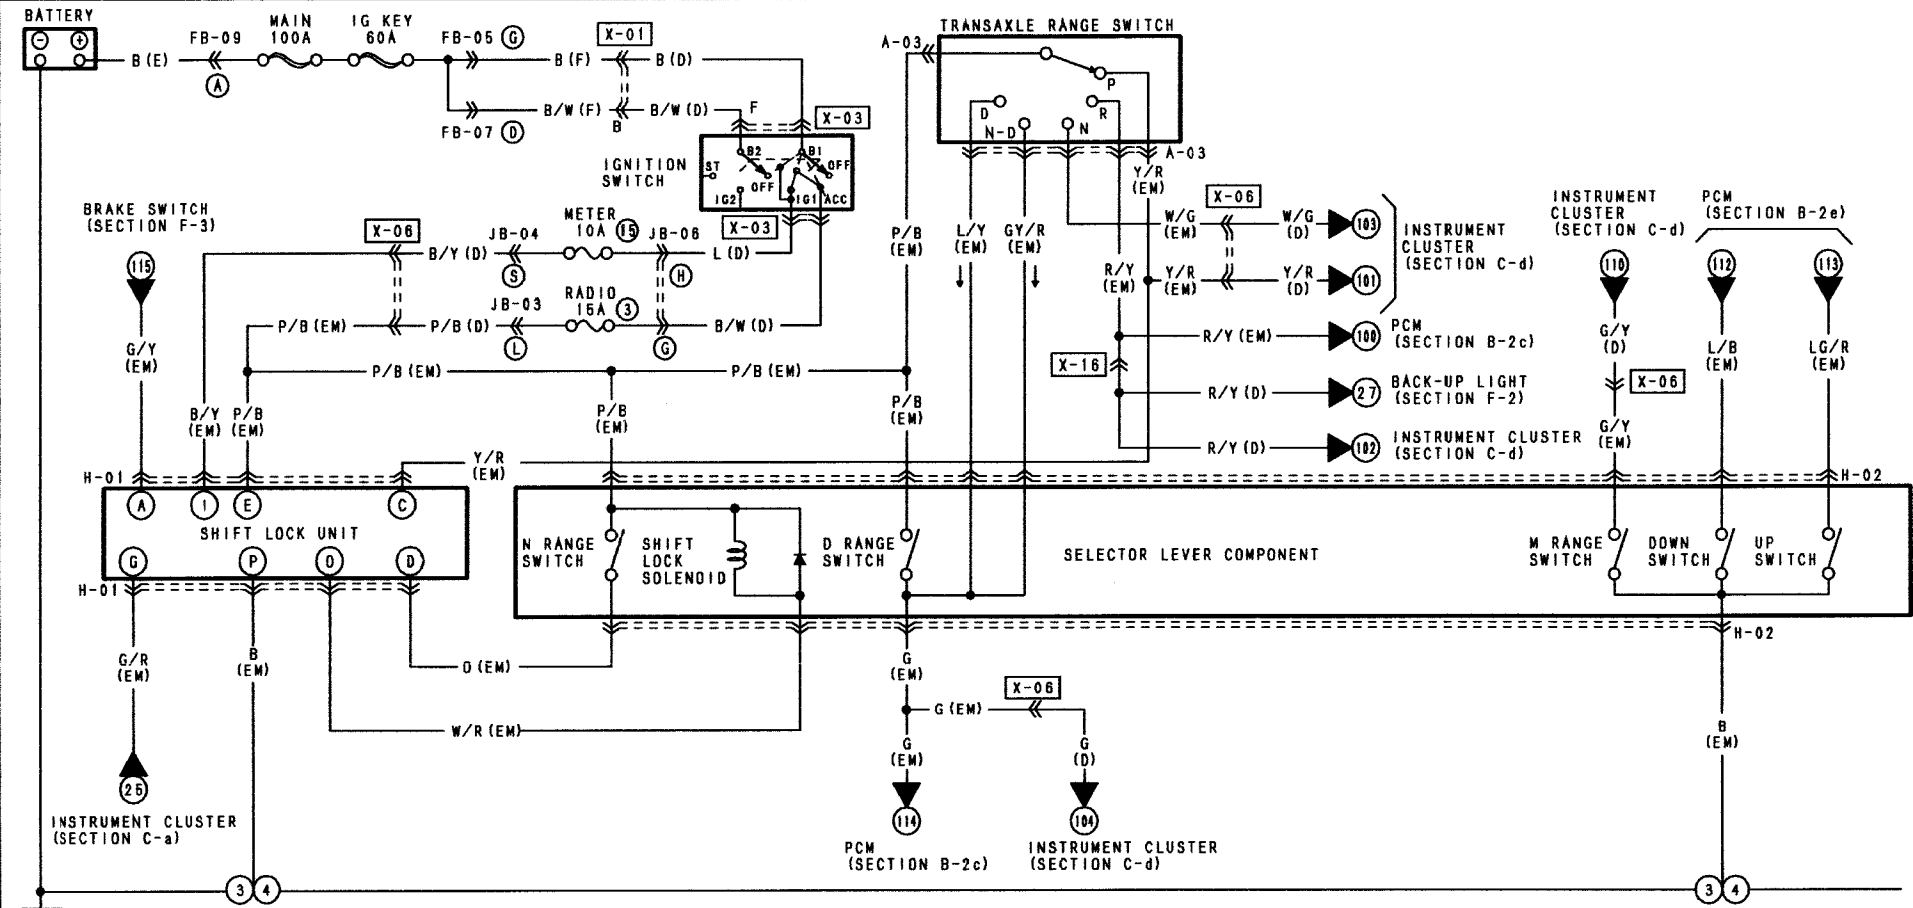 BATTERY
- +
B (E)
FB-09
A
MAIN
100A
IG KEY
60A
FB-05 G
B (F)
X-01
B (D)
FB-07 D
B/W (F)
B
B/W (D)
F
X-03
IGNITION
SWITCH
B2
B1
ST
OFF
OFF
IG2
IG1
ACC
X-03
TRANSAXLE RANGE SWITCH
A-03
P
D
R
N-D
N
A-03
Y/R
(EM)
BRAKE SWITCH
(SECTION F-3)
115
G/Y
(EM)
X-06
B/Y (D)
JB-04
S
METER
10A 15
JB-06
H
L (D)
P/B (EM)
P/B (D)
JB-03
L
RADIO
15A 3
G
B/W (D)
P/B
(EM)
L/Y
(EM)
GY/R
(EM)
W/G
(EM)
X-06
W/G
(D)
103
R/Y
(EM)
Y/R
(EM)
Y/R
(D)
101
INSTRUMENT
CLUSTER
(SECTION C-d)
R/Y (EM)
100
PCM
(SECTION B-2c)
X-16
R/Y (D)
27
BACK-UP LIGHT
(SECTION F-2)
R/Y (D)
102
INSTRUMENT CLUSTER
(SECTION C-d)
INSTRUMENT
CLUSTER
(SECTION C-d)
110
G/Y
(D)
X-06
G/Y
(EM)
PCM
(SECTION B-2e)
112
113
L/B
(EM)
LG/R
(EM)
P/B (EM)
P/B (EM)
B/Y
(EM)
P/B
(EM)
P/B
(EM)
P/B
(EM)
Y/R
(EM)
H-01
H-02
A
I
E
C
SHIFT LOCK UNIT
G
P
O
D
H-01
N RANGE
SWITCH
SHIFT
LOCK
SOLENOID
D RANGE
SWITCH
SELECTOR LEVER COMPONENT
M RANGE
SWITCH
DOWN
SWITCH
UP
SWITCH
H-02
G/R
(EM)
B
(EM)
O (EM)
W/R (EM)
G
(EM)
G (EM)
X-06
G
(EM)
G
(D)
B
(EM)
25
INSTRUMENT CLUSTER
(SECTION C-a)
114
PCM
(SECTION B-2c)
104
INSTRUMENT CLUSTER
(SECTION C-d)
3 4
3 4